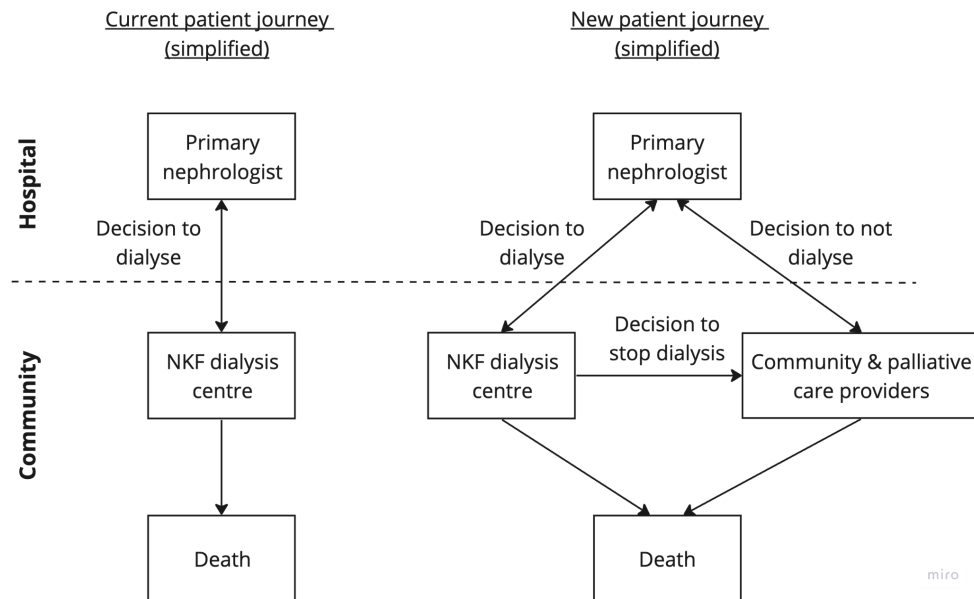 Current patient journey
(simplified)
New patient journey
(simplified)
Hospital
Primary
nephrologist
Primary
nephrologist
Decision to
dialyse
Decision to
dialyse
Decision to not
dialyse
Community
NKF dialysis
centre
NKF dialysis
centre
Decision to
stop dialysis
Community & palliative
care providers
Death
Death
miro